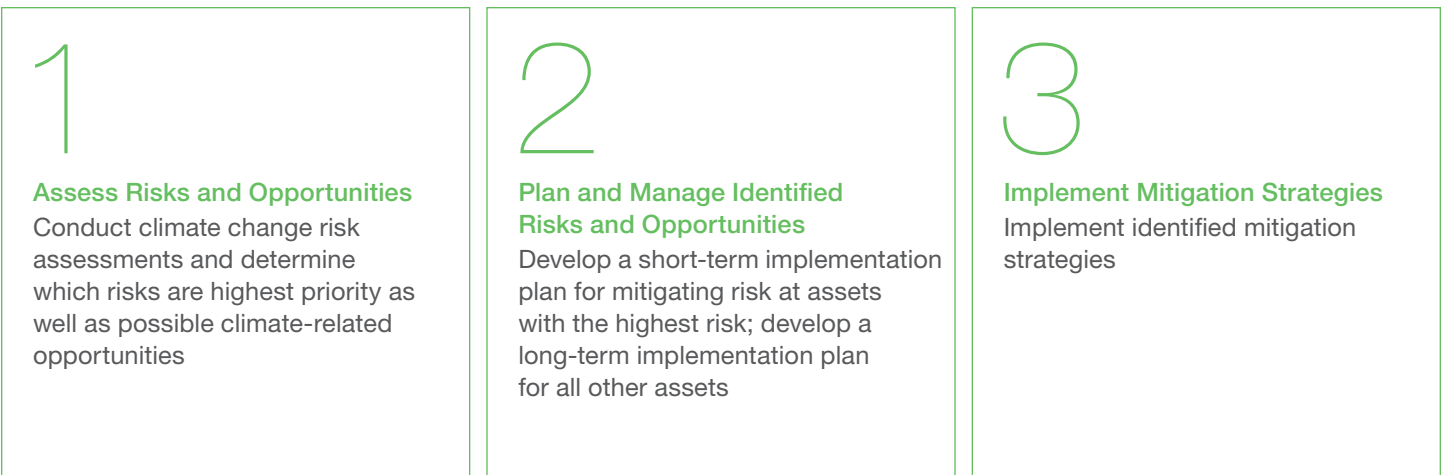 1
Assess Risks and Opportunities
Conduct climate change risk
assessments and determine
which risks are highest priority as
well as possible climate-related
opportunities
2
Plan and Manage Identified
Risks and Opportunities
Develop a short-term implementation
plan for mitigating risk at assets
with the highest risk; develop a
long-term implementation plan
for all other assets
3
Implement Mitigation Strategies
Implement identified mitigation
strategies